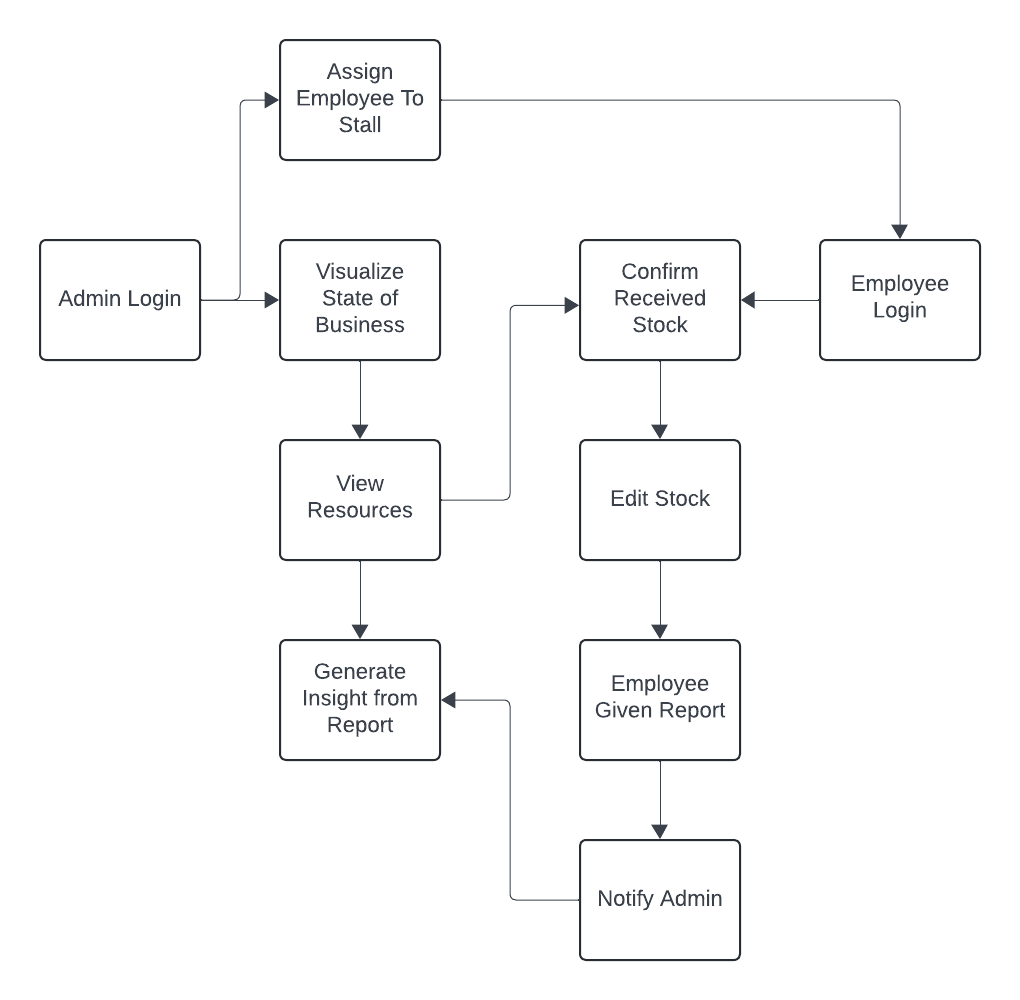 Assign
Employee To
Stall
Admin Login
Visualize
State of
Business
Confirm
Received
Stock
Employee
Login
View
Resources
Edit Stock
Generate
Insight from
Report
Employee
Given Report
Notify Admin